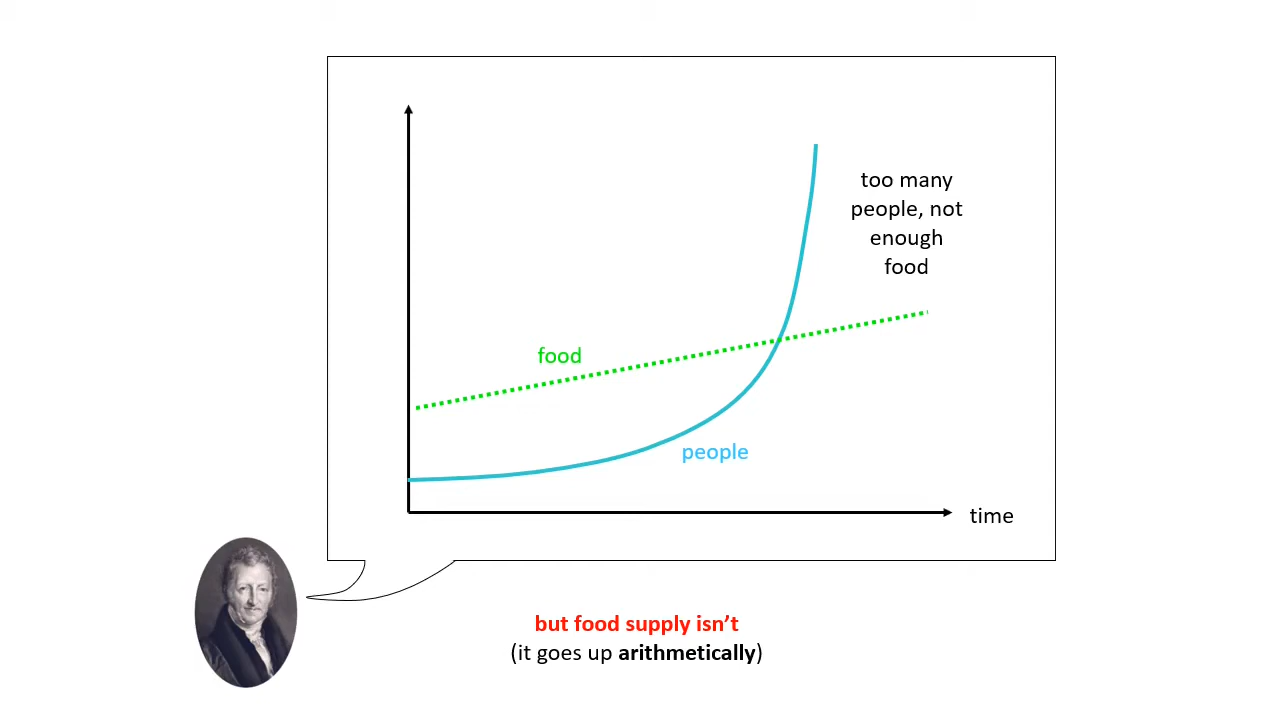 too many
people, not
enough
food
food
people
time
but food supply isn’t
(it goes up arithmetically)